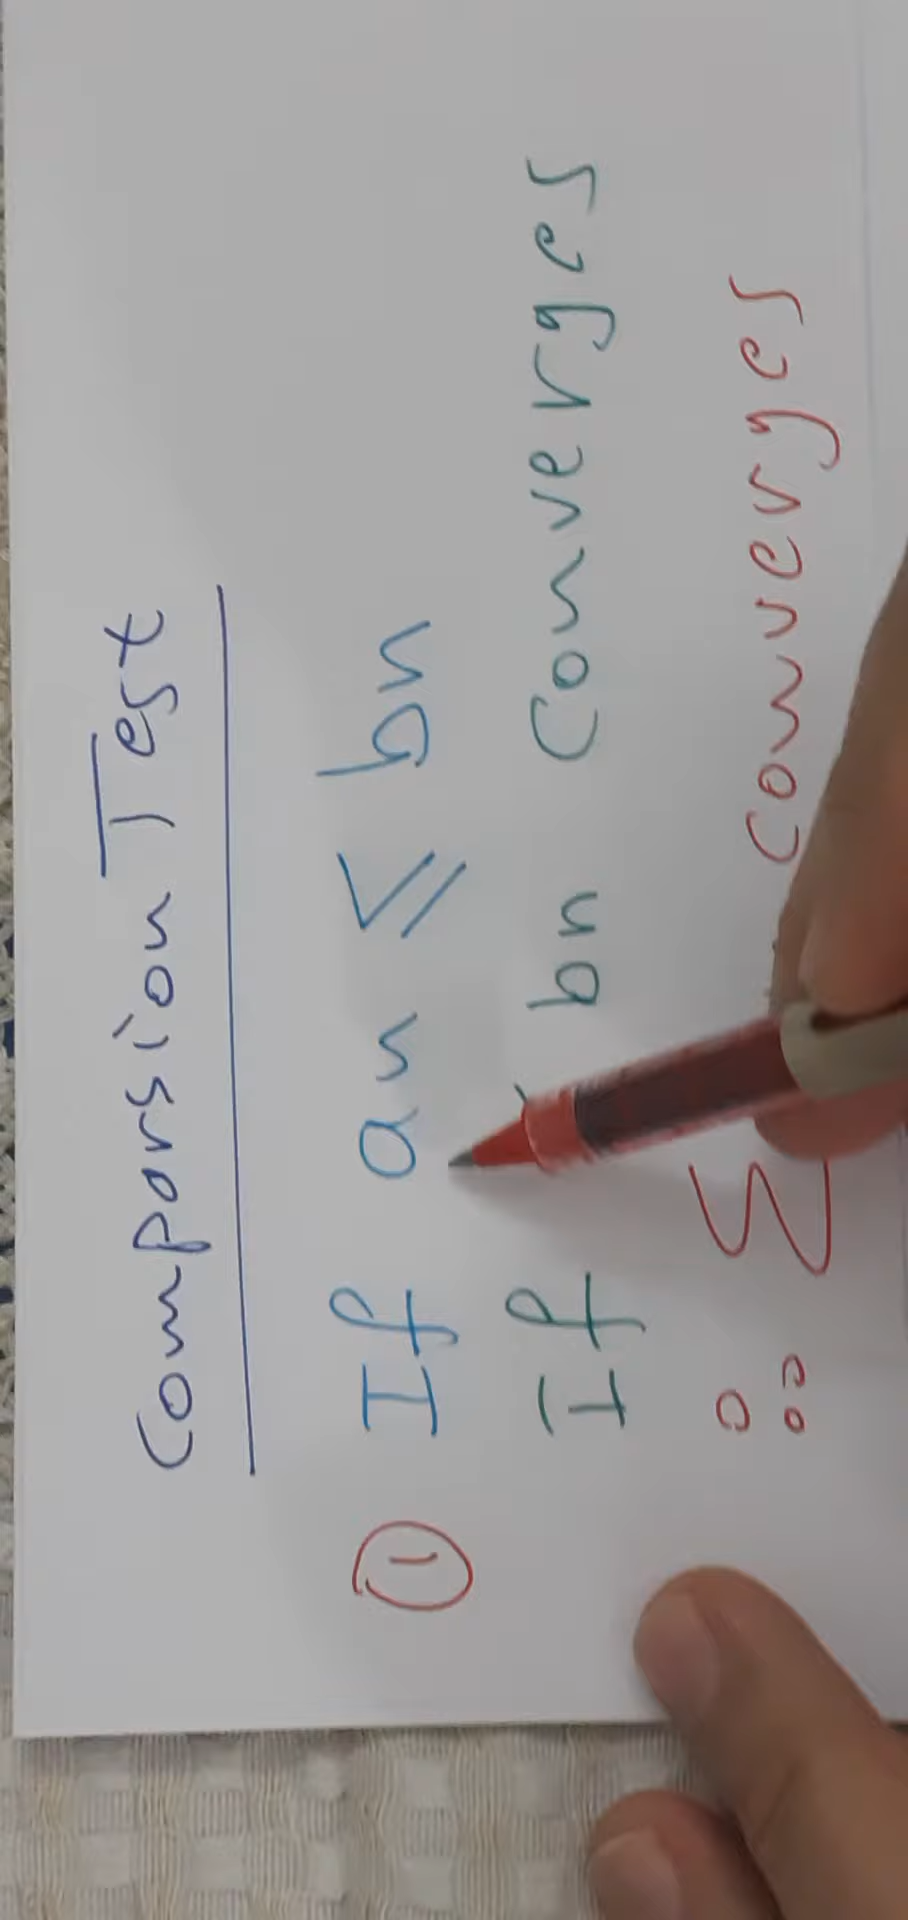 Comparsion Test
① If an ≤ bn
If bn Converges
∴ Σ Converges